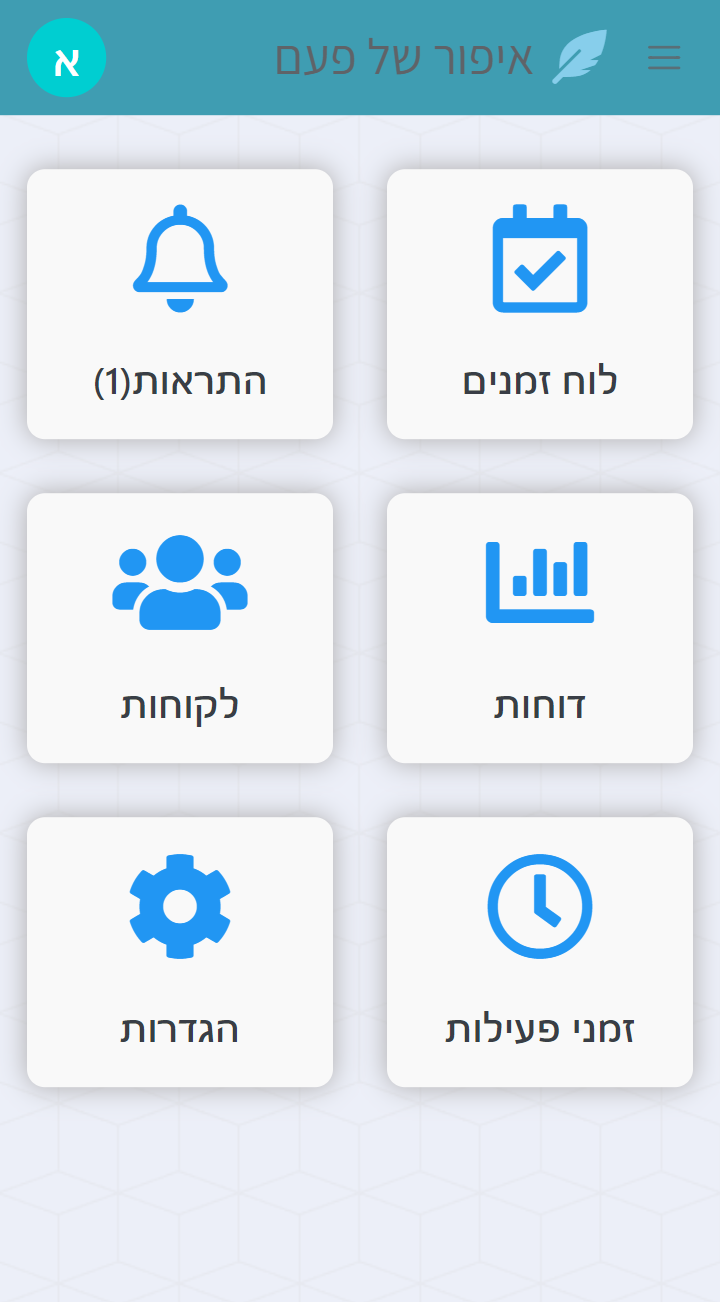 איפור של פעם
א
לוח זמנים
התראות(1)
דוחות
לקוחות
זמני פעילות
הגדרות